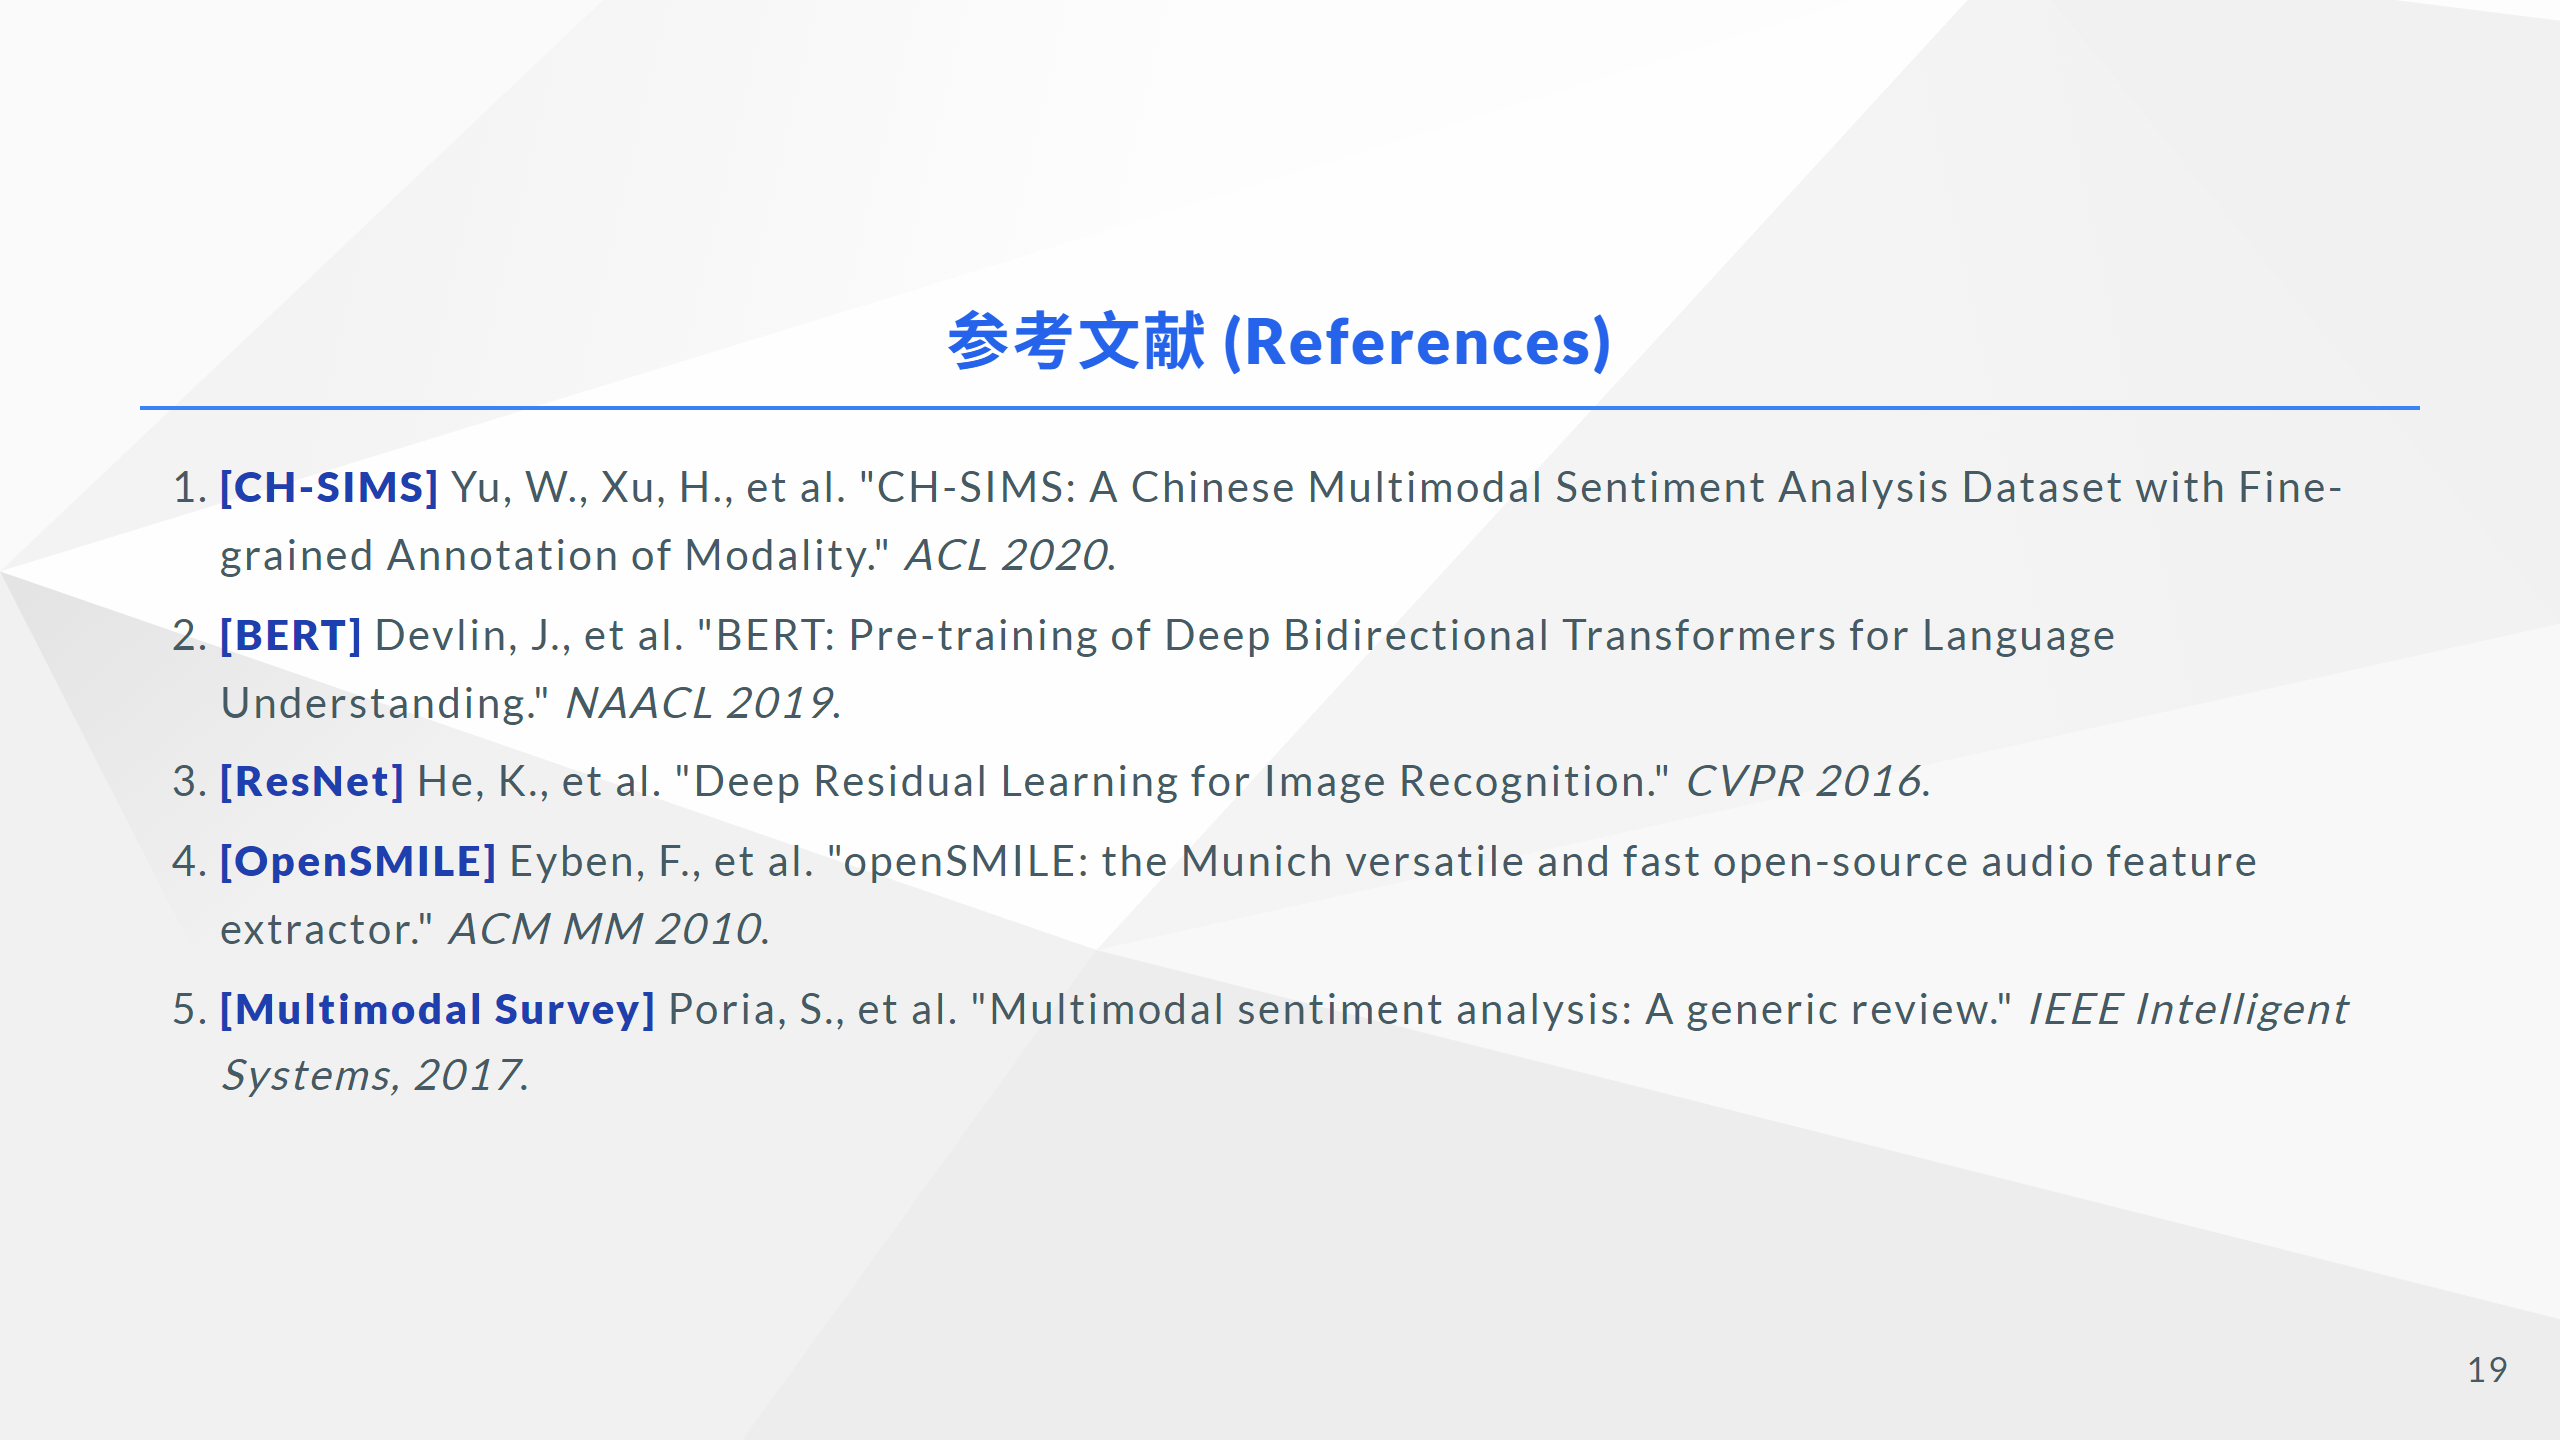 参考文献 (References)
1. [CH-SIMS] Yu, W., Xu, H., et al. "CH-SIMS: A Chinese Multimodal Sentiment Analysis Dataset with Fine-
grained Annotation of Modality." ACL 2020.
2. [BERT] Devlin, J., et al. "BERT: Pre-training of Deep Bidirectional Transformers for Language
Understanding." NAACL 2019.
3. [ResNet] He, K., et al. "Deep Residual Learning for Image Recognition." CVPR 2016.
4. [OpenSMILE] Eyben, F., et al. "openSMILE: the Munich versatile and fast open-source audio feature
extractor." ACM MM 2010.
5. [Multimodal Survey] Poria, S., et al. "Multimodal sentiment analysis: A generic review." IEEE Intelligent
Systems, 2017.
19